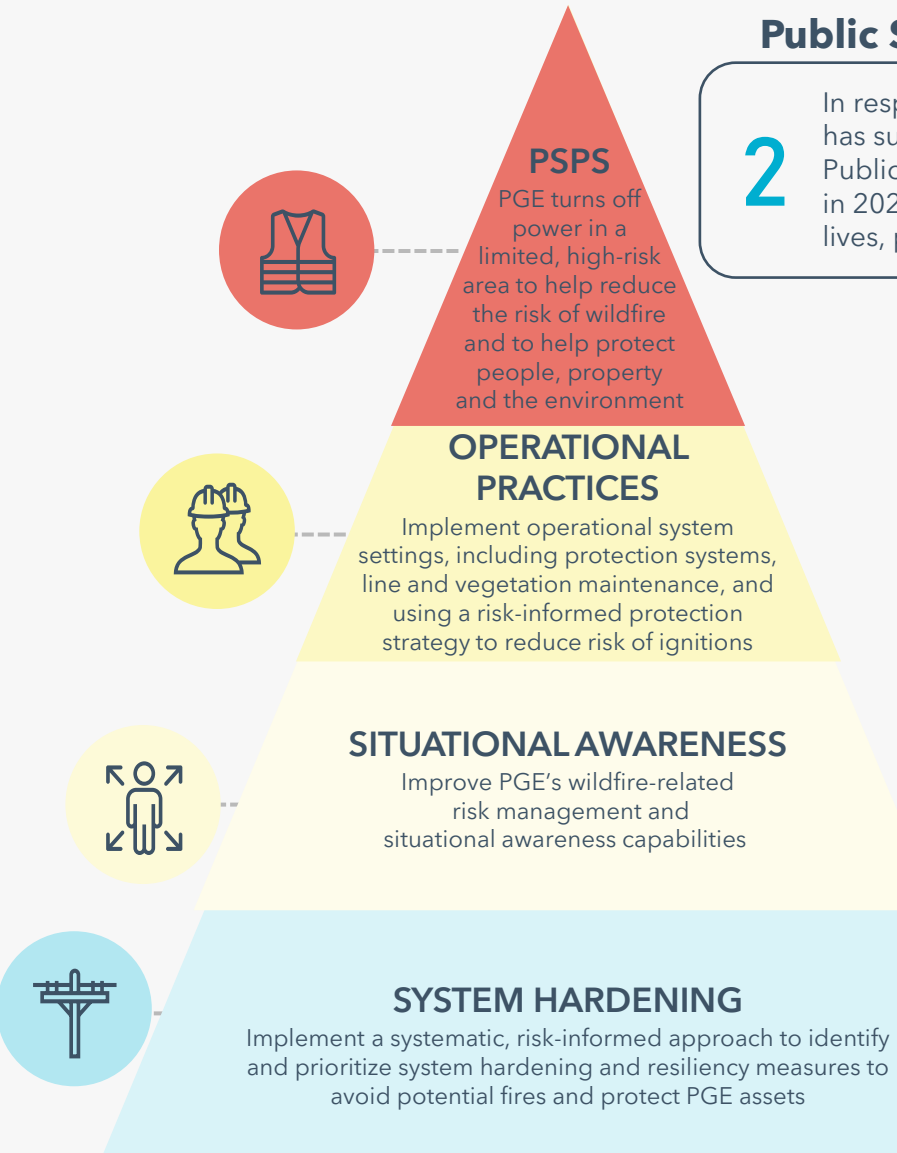 Public
2
In
has
Public
in
lives,
PSPS
PGE turns off
power in a
limited, high-risk
area to help reduce
the risk of wildfire
and to help protect
people, property
and the environment
OPERATIONAL
PRACTICES
Implement operational system
settings, including protection systems,
line and vegetation maintenance, and
using a risk-informed protection
strategy to reduce risk of ignitions
SITUATIONAL AWARENESS
Improve PGE’s wildfire-related
risk management and
situational awareness capabilities
SYSTEM HARDENING
Implement a systematic, risk-informed approach to identify
and prioritize system hardening and resiliency measures to
avoid potential fires and protect PGE assets